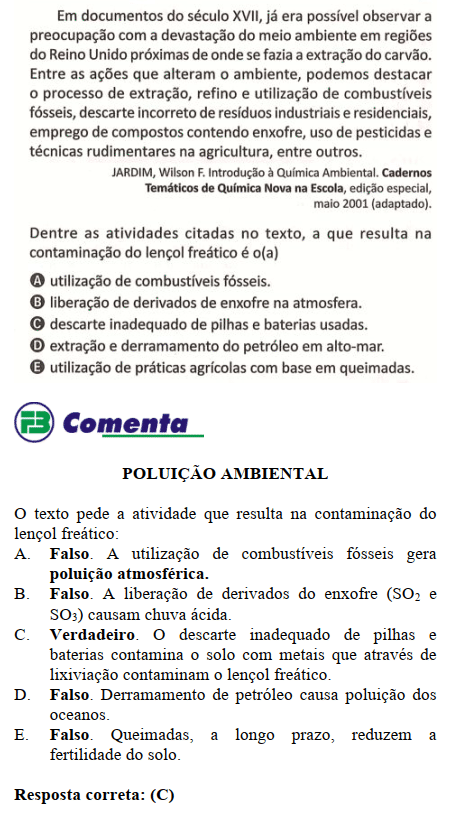 Em documentos do século XVII, já era possível observar a
preocupação com a devastação do meio ambiente em regiões
do Reino Unido próximas de onde se fazia a extração do carvão.
Entre as ações que alteram o ambiente, podemos destacar
o processo de extração, refino e utilização de combustíveis
fósseis, descarte incorreto de resíduos industriais e residenciais,
emprego de compostos contendo enxofre, uso de pesticidas e
técnicas rudimentares na agricultura, entre outros.
JARDIM, Wilson F. Introdução à Química Ambiental. Cadernos
Temáticos de Química Nova na Escola, edição especial,
maio 2001 (adaptado).
Dentre as atividades citadas no texto, a que resulta na
contaminação do lençol freático é o(a)
A utilização de combustíveis fósseis.
B liberação de derivados de enxofre na atmosfera.
C descarte inadequado de pilhas e baterias usadas.
D extração e derramamento do petróleo em alto-mar.
E utilização de práticas agrícolas com base em queimadas.
FB Comenta
POLUIÇÃO AMBIENTAL
O texto pede a atividade que resulta na contaminação do
lençol freático:
A. Falso. A utilização de combustíveis fósseis gera
poluição atmosférica.
B. Falso. A liberação de derivados do enxofre (SO₂ e
SO₃) causam chuva ácida.
C. Verdadeiro. O descarte inadequado de pilhas e
baterias contamina o solo com metais que através de
lixiviação contaminam o lençol freático.
D. Falso. Derramamento de petróleo causa poluição dos
oceanos.
E. Falso. Queimadas, a longo prazo, reduzem a
fertilidade do solo.
Resposta correta: (C)